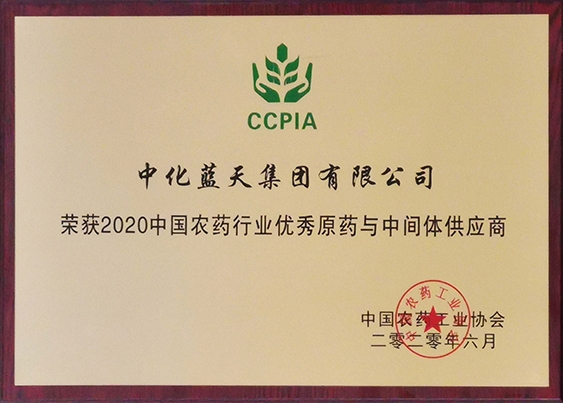 CCPIA
中化蓝天集团有限公司
荣获2020中国农药行业优秀原药与中间体供应商
中国农药工业协会
二零二零年六月